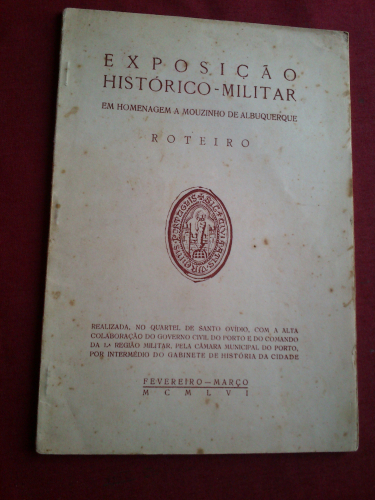 EXPOSIÇÃO
HISTÓRICO-MILITAR
EM HOMENAGEM A MOUZINHO DE ALBUQUERQUE
ROTEIRO
REALIZADA, NO QUARTEL DE SANTO OVÍDIO, COM A ALTA
COLABORAÇÃO DO GOVERNO CIVIL DO PORTO E DO COMANDO
DA 1.ª REGIÃO MILITAR, PELA CÂMARA MUNICIPAL DO PORTO,
POR INTERMÉDIO DO GABINETE DE HISTÓRIA DA CIDADE
FEVEREIRO—MARÇO
MCMLVI